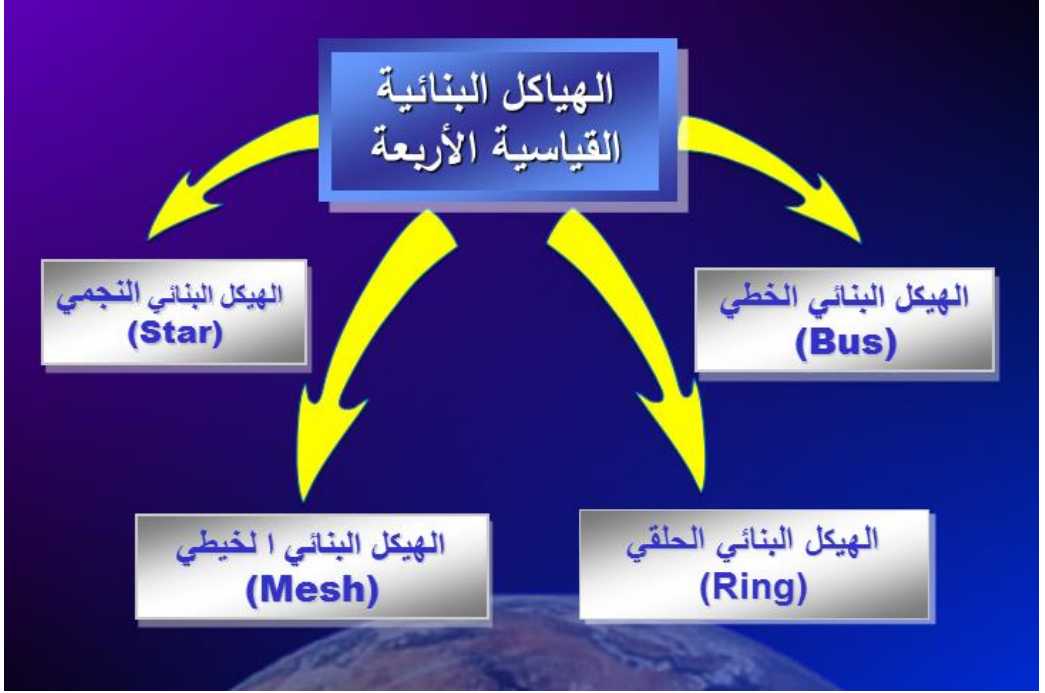 الهياكل البنائية
القياسية الأربعة
الهيكل البنائي الخطي
(Bus)
الهيكل البنائي النجمي
(Star)
الهيكل البنائي الحلقي
(Ring)
الهيكل البنائي ا لخيطي
(Mesh)